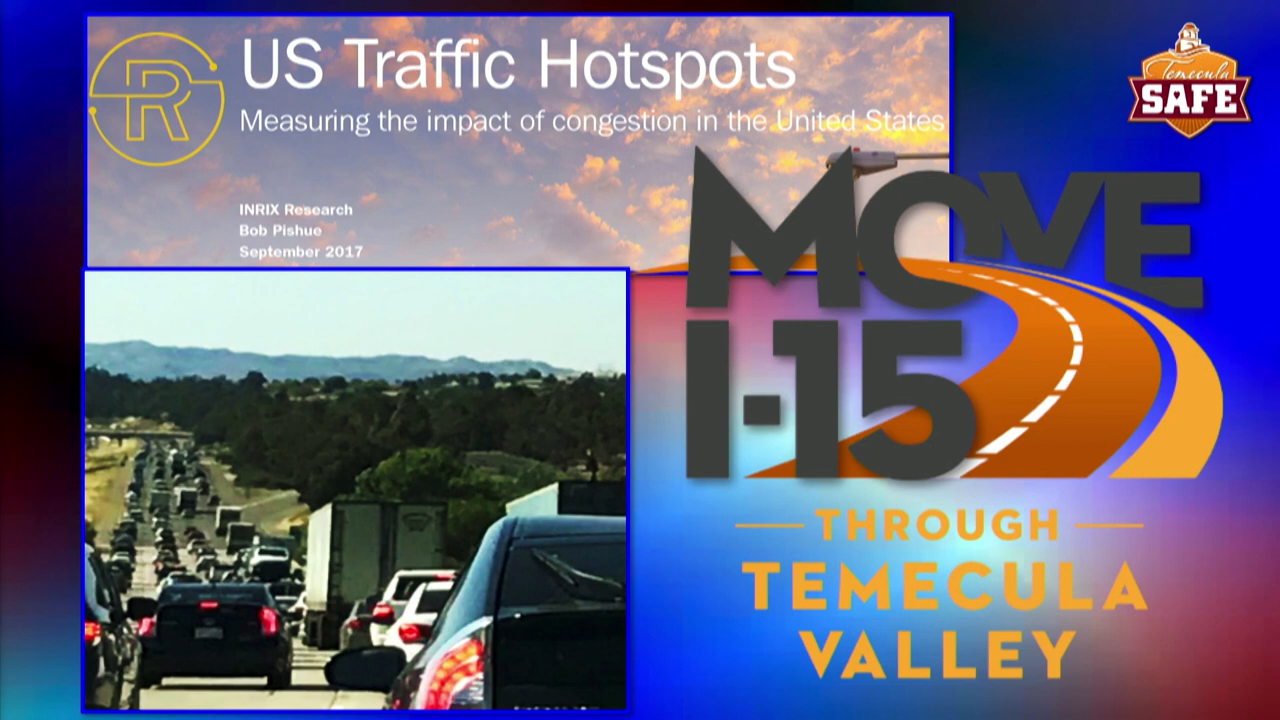 US Traffic Hotspots
Measuring the impact of congestion in the United States
INRIX Research
Bob Pishue
September 2017
Temecula
SAFE
MOVE
I-15
THROUGH
TEMECULA
VALLEY